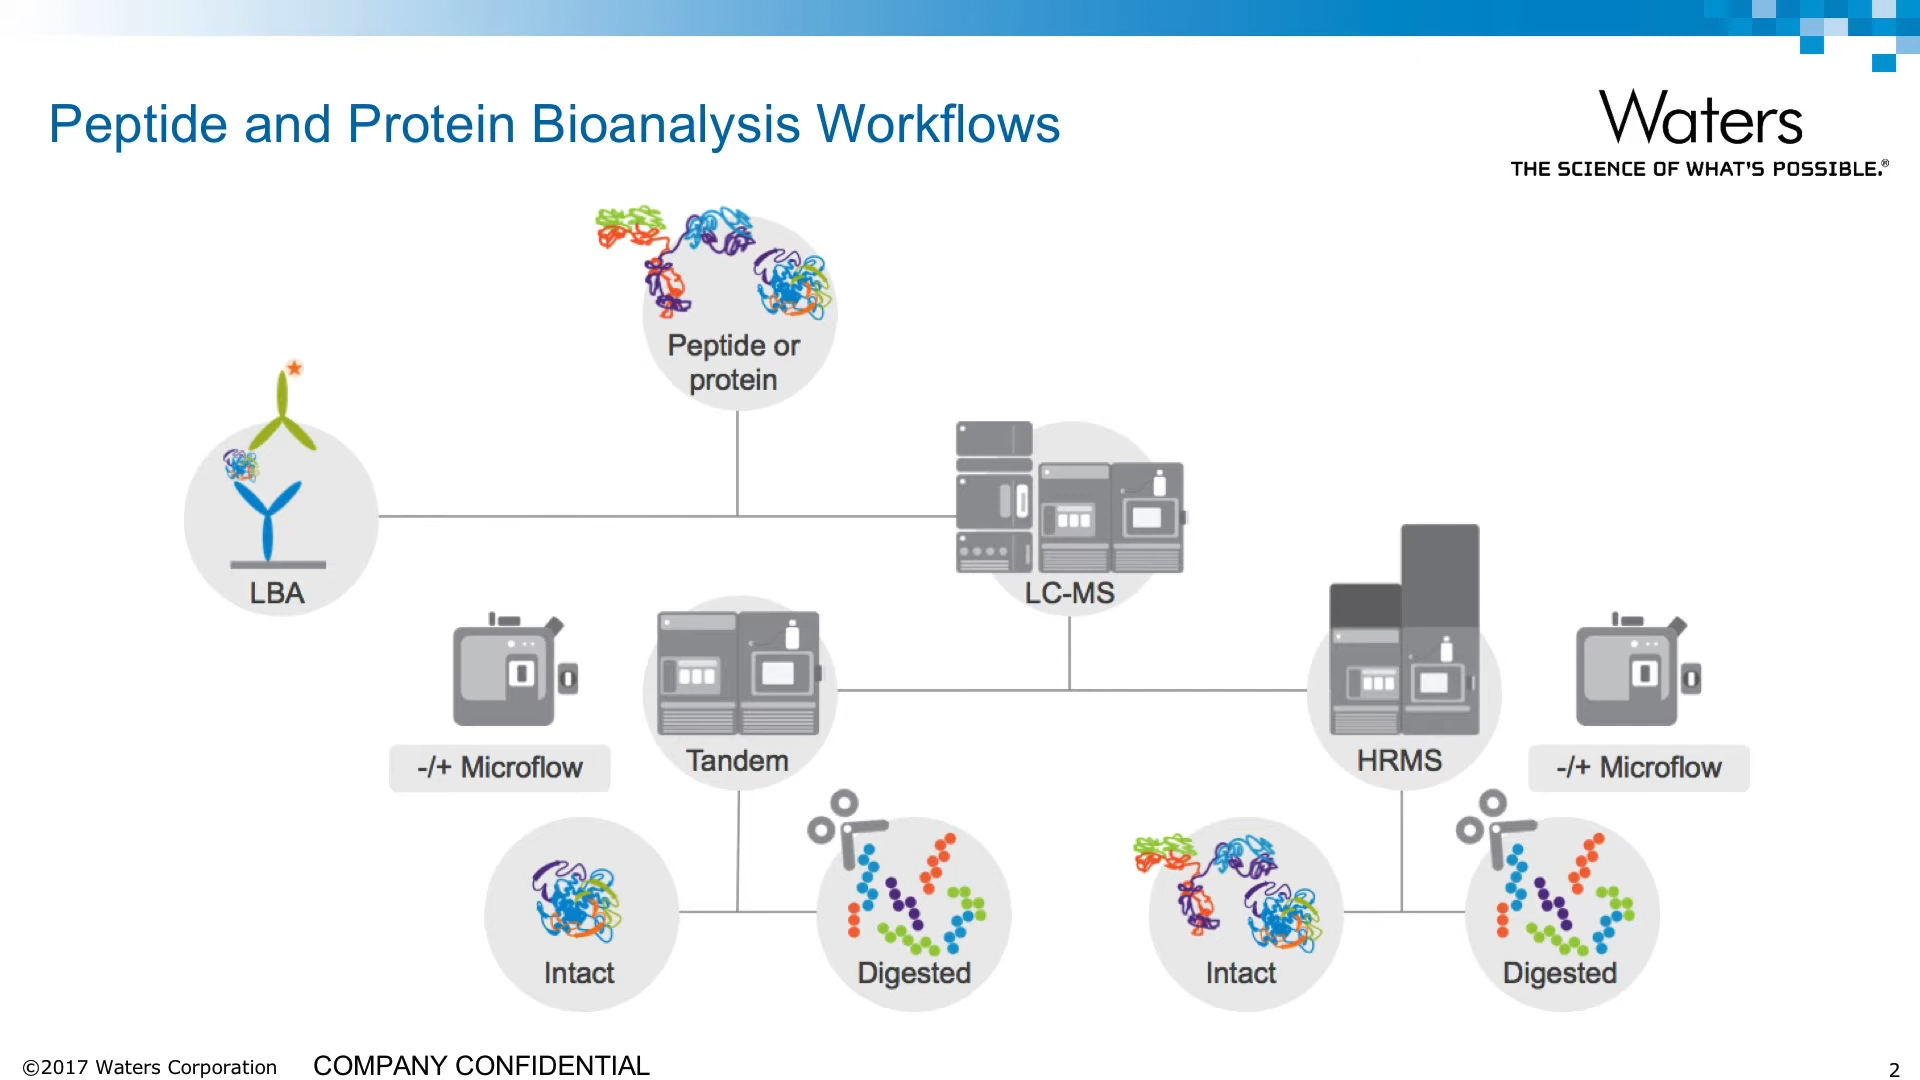 Peptide and Protein Bioanalysis Workflows
Waters
THE SCIENCE OF WHAT'S POSSIBLE.®
Peptide or
protein
LBA
LC-MS
-/+ Microflow
Tandem
HRMS
-/+ Microflow
Intact
Digested
Intact
Digested
©2017 Waters Corporation
COMPANY CONFIDENTIAL
2